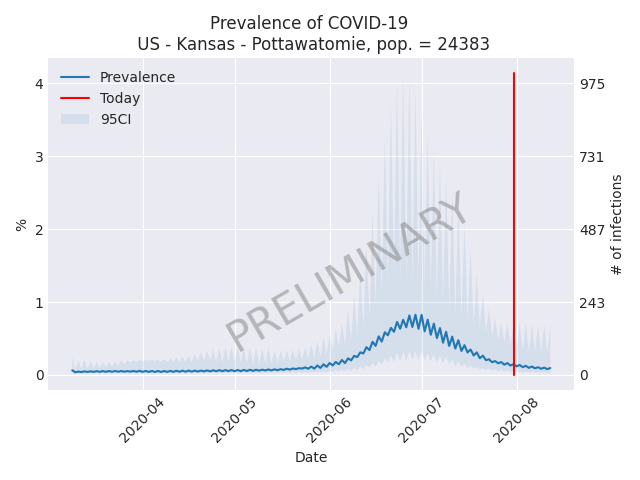 Prevalence of COVID-19
US - Kansas - Pottawatomie, pop. = 24383
Prevalence
Today
95CI
4
3
2
1
0
%
975
731
487
243
0
# of infections
PRELIMINARY
2020-04
2020-05
2020-06
2020-07
2020-08
Date